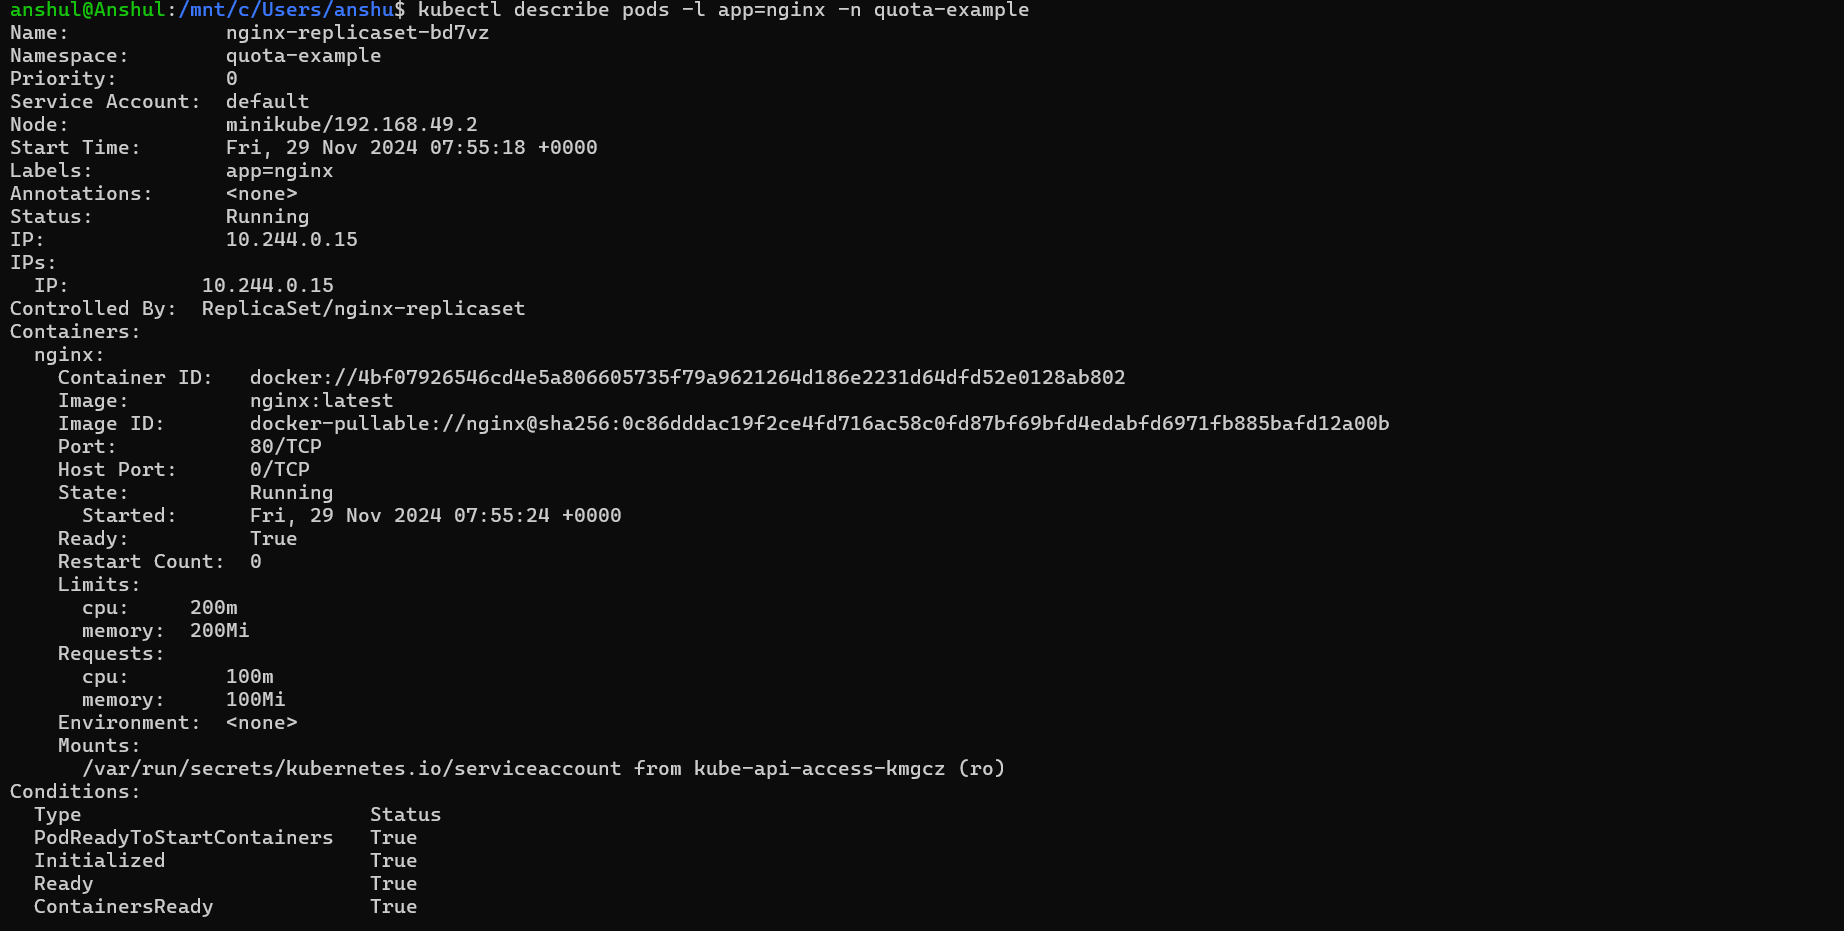 anshul@Anshul:/mnt/c/Users/anshu$ kubectl describe pods -l app=nginx -n quota-example
Name:             nginx-replicaset-bd7vz
Namespace:        quota-example
Priority:         0
Service Account:  default
Node:             minikube/192.168.49.2
Start Time:       Fri, 29 Nov 2024 07:55:18 +0000
Labels:           app=nginx
Annotations:      <none>
Status:           Running
IP:               10.244.0.15
IPs:
  IP:           10.244.0.15
Controlled By:  ReplicaSet/nginx-replicaset
Containers:
  nginx:
    Container ID:   docker://4bf07926546cd4e5a806605735f79a9621264d186e2231d64dfd52e0128ab802
    Image:          nginx:latest
    Image ID:       docker-pullable://nginx@sha256:0c86dddac19f2ce4fd716ac58c0fd87bf69bfd4edabfd6971fb885bafd12a00b
    Port:           80/TCP
    Host Port:      0/TCP
    State:          Running
      Started:      Fri, 29 Nov 2024 07:55:24 +0000
    Ready:          True
    Restart Count:  0
    Limits:
      cpu:     200m
      memory:  200Mi
    Requests:
      cpu:        100m
      memory:     100Mi
    Environment:  <none>
    Mounts:
      /var/run/secrets/kubernetes.io/serviceaccount from kube-api-access-kmgcz (ro)
Conditions:
  Type                        Status
  PodReadyToStartContainers   True
  Initialized                 True
  Ready                       True
  ContainersReady             True